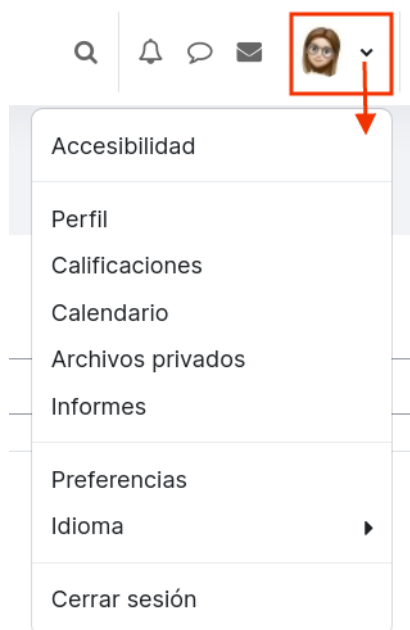 Accesibilidad
Perfil
Calificaciones
Calendario
Archivos privados
Informes
Preferencias
Idioma
Cerrar sesión